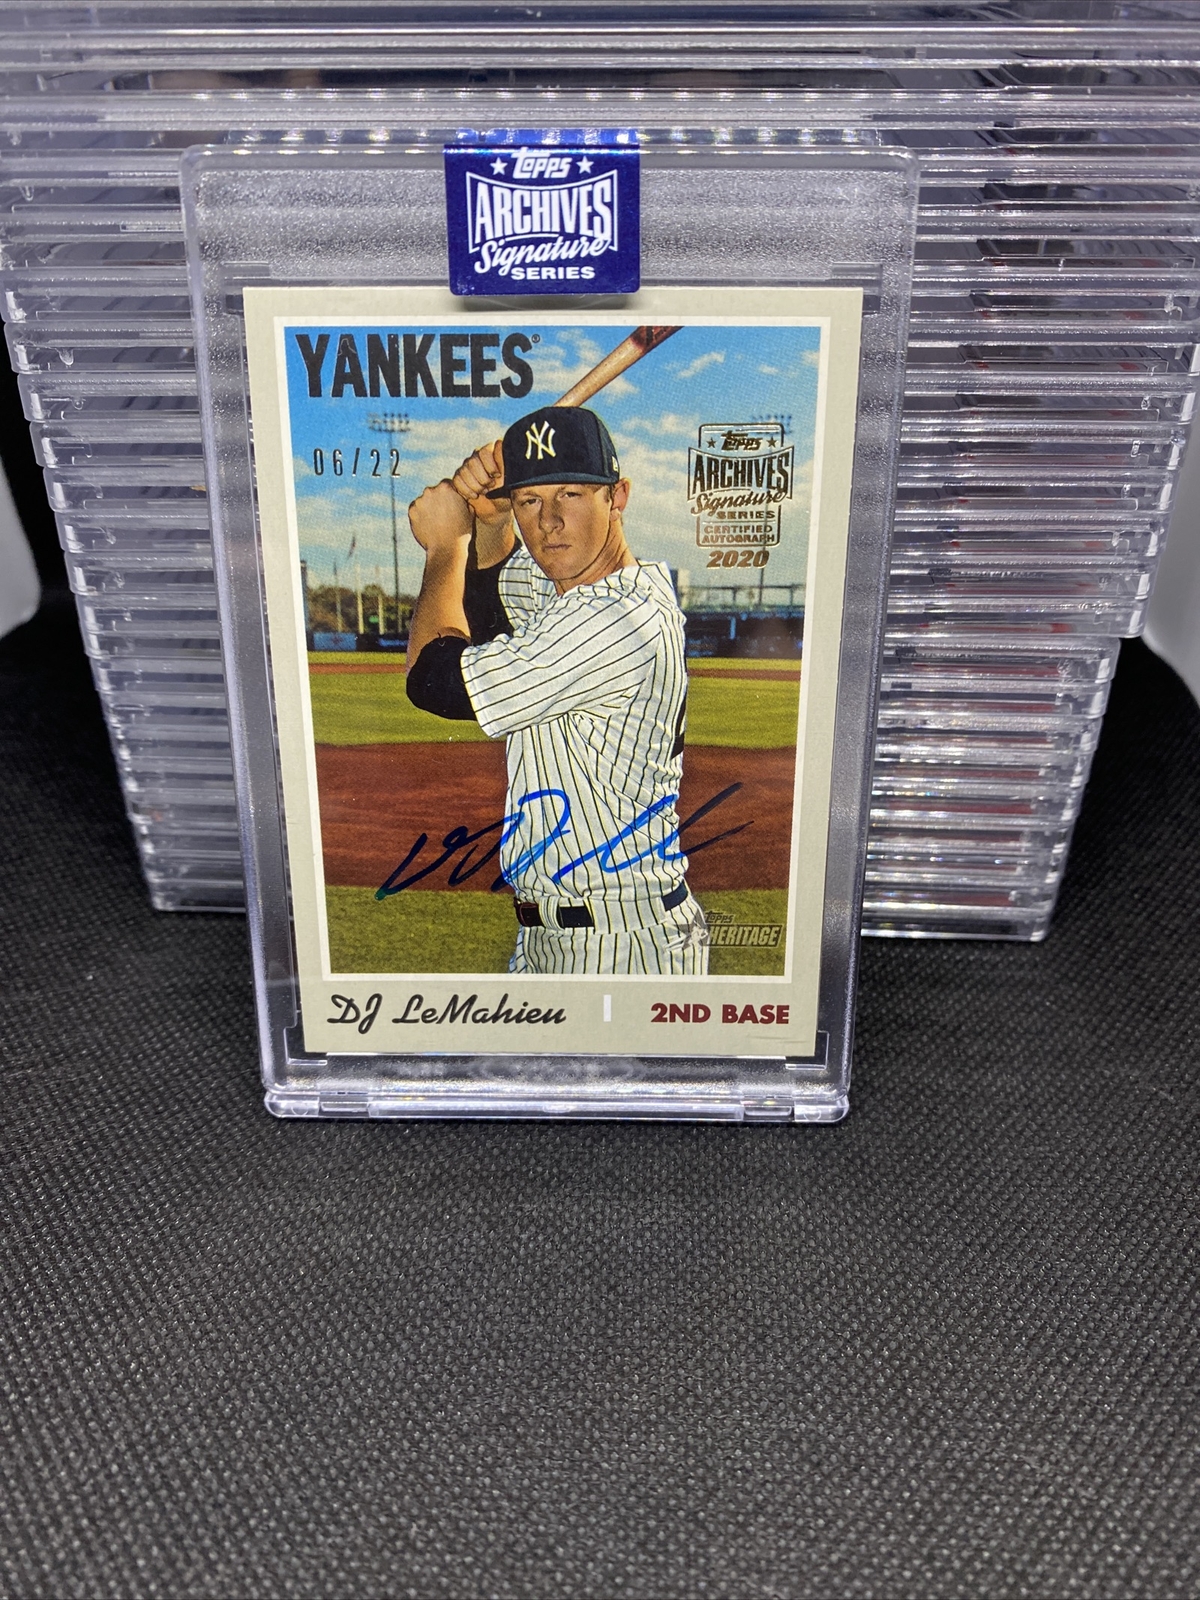 Topps
ARCHIVES
Signature
SERIES
YANKEES®
06/22
NY
Topps
ARCHIVES
Signature
SERIES
CERTIFIED
AUTOGRAPH
2020
Topps
HERITAGE
DJ LeMahieu | 2ND BASE